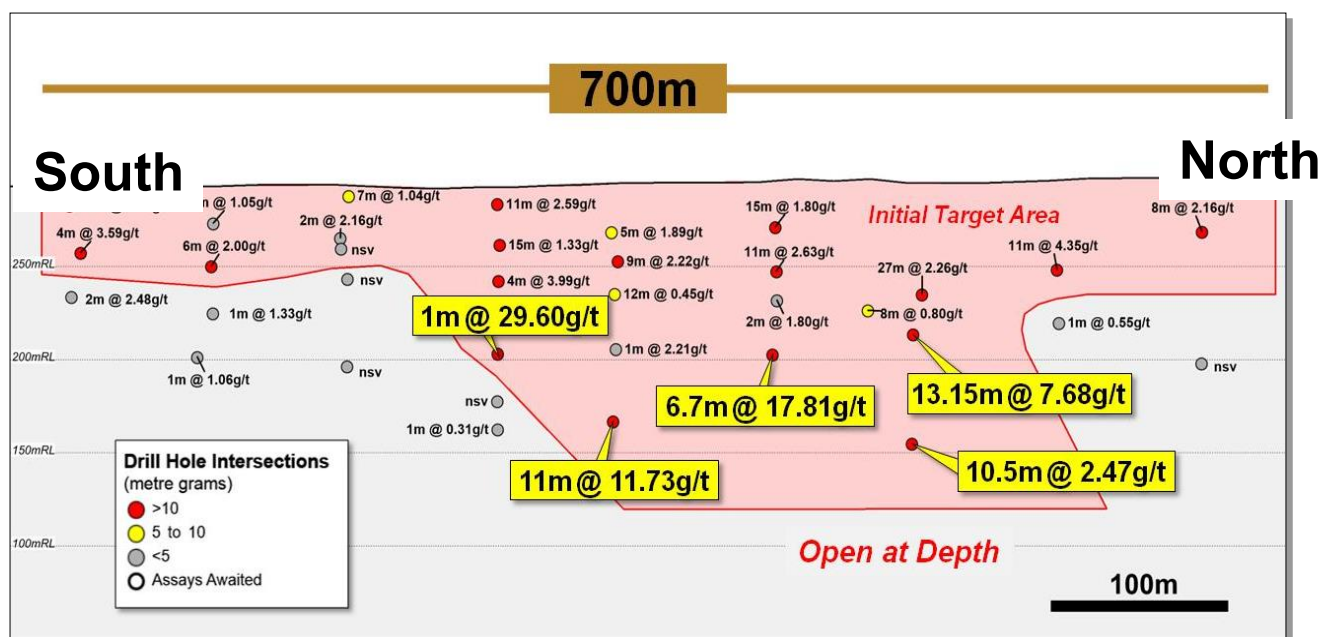 700m
South
North
7m @ 1.04g/t
@ 1.05g/t
2m @ 2.16g/t
nsv
4m @ 3.59g/t
6m @ 2.00g/t
11m @ 2.59g/t
15m @ 1.33g/t
4m @ 3.99g/t
5m @ 1.89g/t
9m @ 2.22g/t
12m @ 0.45g/t
15m @ 1.80g/t
11m @ 2.63g/t
2m @ 1.80g/t
Initial Target Area
8m @ 2.16g/t
11m @ 4.35g/t
27m @ 2.26g/t
8m @ 0.80g/t
250mRL
nsv
2m @ 2.48g/t
1m @ 1.33g/t
1m @ 29.60g/t
1m @ 0.55g/t
1m @ 2.21g/t
200mRL
1m @ 1.06g/t
nsv
nsv
6.7m @ 17.81g/t
13.15m @ 7.68g/t
nsv
1m @ 0.31g/t
150mRL
11m @ 11.73g/t
10.5m @ 2.47g/t
Drill Hole Intersections
(metre grams)
>10
5 to 10
<5
Assays Awaited
100mRL
Open at Depth
100m